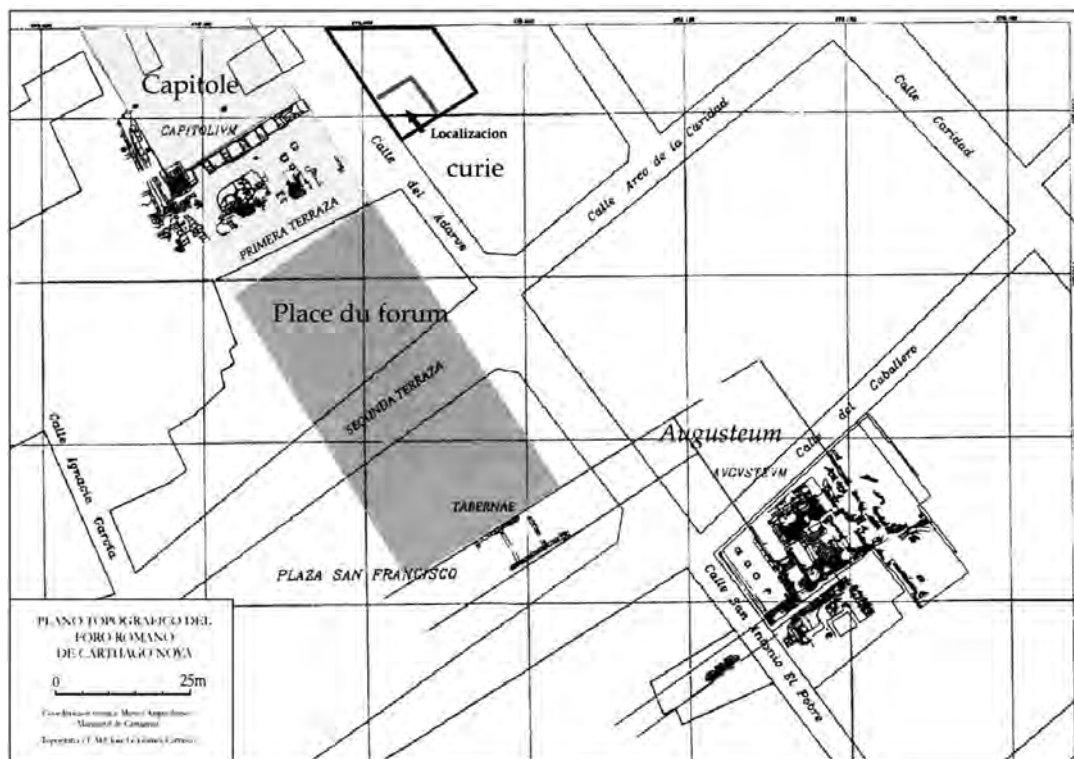 Capitole
CAPITOLIVM
Localizacion
curie
Calle del Adarve
PRIMERA TERRAZA
Calle Arco de la Caridad
Calle Caridad
Place du forum
SEGUNDA TERRAZA
Calle Ignacio García
Augusteum
AVGVSTEVM
Calle del Caballero
TABERNAE
PLAZA SAN FRANCISCO
Calle San Antonio El Pobre
PLANO TOPOGRAFICO DEL
FORO ROMANO
DE CARTHAGO NOVA
0 25m